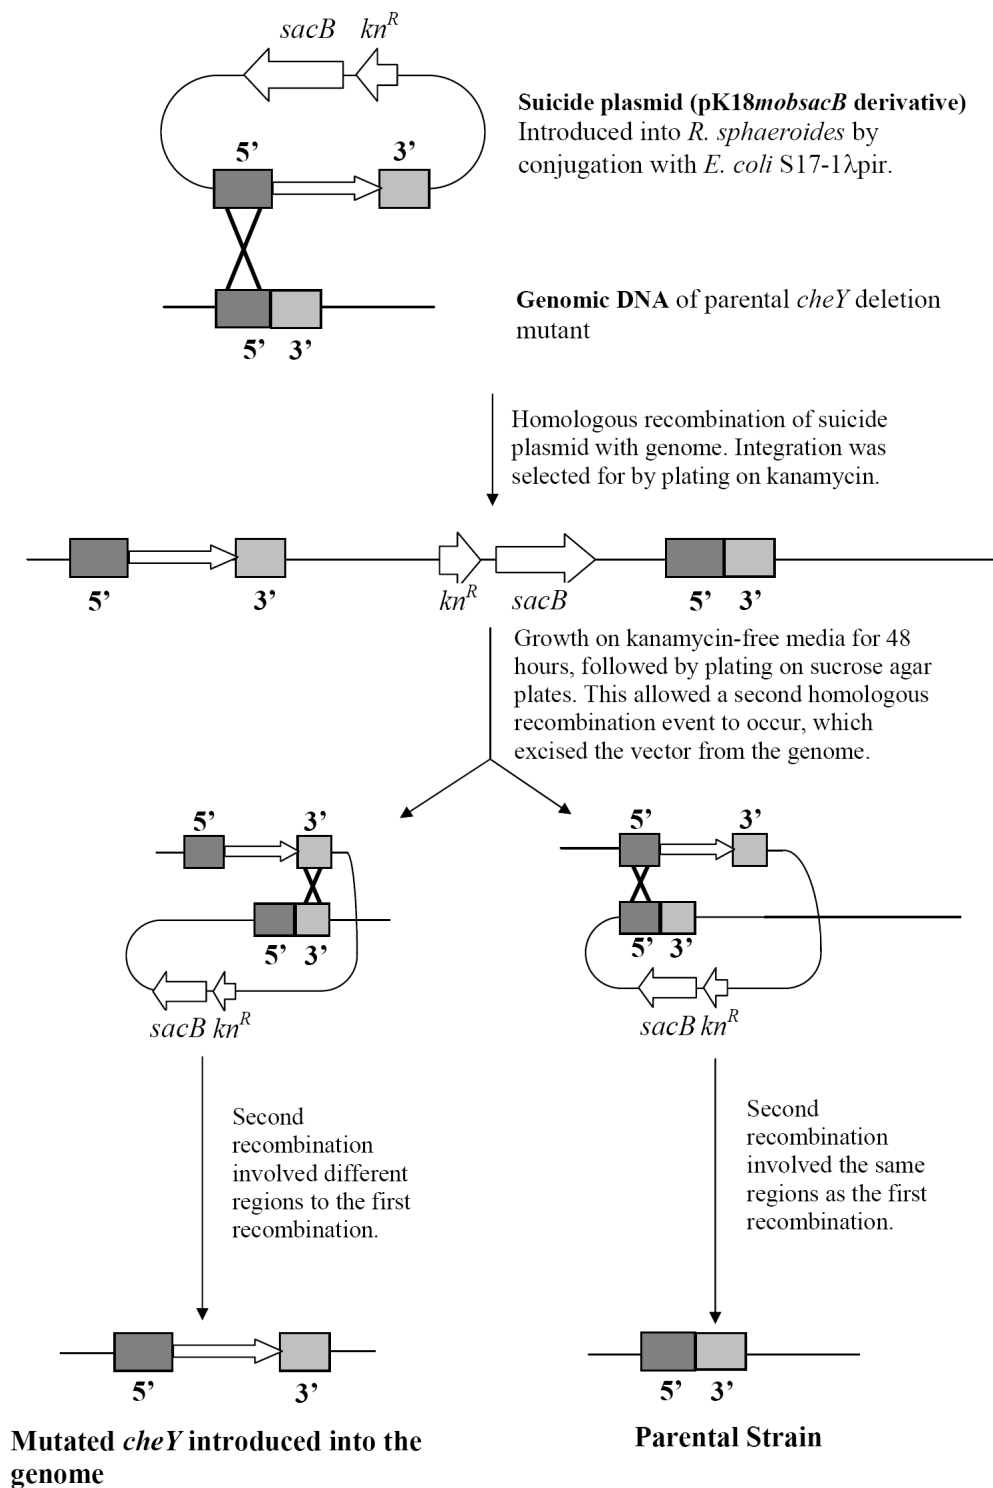 sacB kn^R
Suicide plasmid (pK18mobsacB derivative)
Introduced into R. sphaeroides by
conjugation with E. coli S17-1λpir.
5’ 3’
Genomic DNA of parental cheY deletion
mutant
5’ 3’
Homologous recombination of suicide
plasmid with genome. Integration was
selected for by plating on kanamycin.
5’ 3’ kn^R sacB 5’ 3’
Growth on kanamycin-free media for 48
hours, followed by plating on sucrose agar
plates. This allowed a second homologous
recombination event to occur, which
excised the vector from the genome.
5’ 3’
5’ 3’
sacB kn^R
5’ 3’
5’ 3’
sacB kn^R
Second
recombination
involved different
regions to the first
recombination.
Second
recombination
involved the same
regions as the first
recombination.
5’ 3’
Mutated cheY introduced into the
genome
5’ 3’
Parental Strain